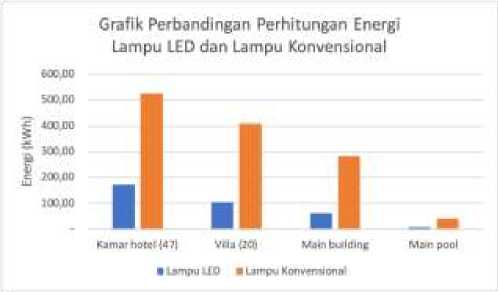 Grafik Perbandingan Perhitungan Energi
Lampu LED dan Lampu Konvensional
600,00
500,00
400,00
300,00
200,00
100,00
-
Energi (kWh)
Kamar hotel (47) Villa (20) Main building Main pool
Lampu LED Lampu Konvensional